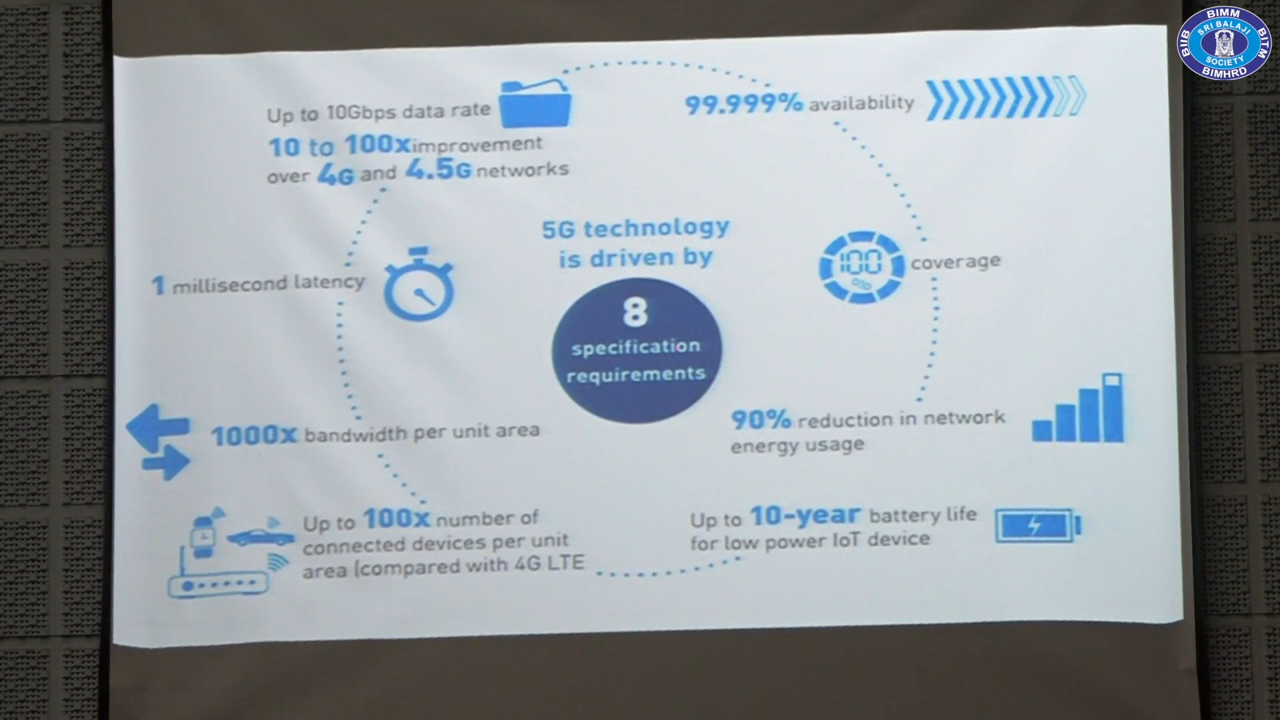 Up to 10Gbps data rate
10 to 100x improvement
over 4G and 4.5G networks
99.999% availability
1 millisecond latency
5G technology
is driven by
8
specification
requirements
100
%
coverage
1000x bandwidth per unit area
90% reduction in network
energy usage
Up to 100x number of
connected devices per unit
area (compared with 4G LTE
Up to 10-year battery life
for low power IoT device
BIMM
BIIB
SRI BALAJI
SOCIETY
BITM
BIMHRD